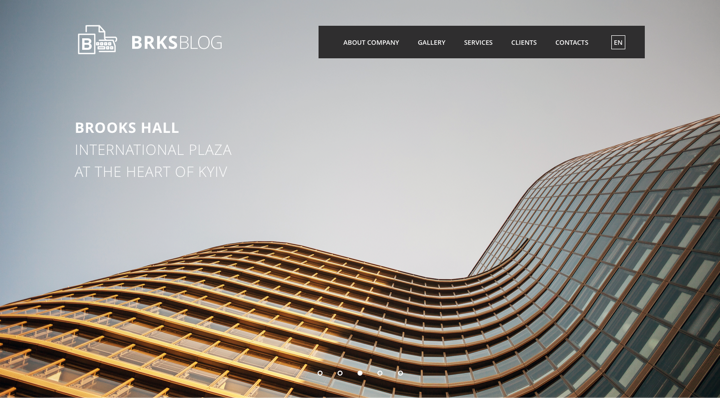 B
BRKSBLOG
ABOUT COMPANY GALLERY SERVICES CLIENTS CONTACTS EN
BROOKS HALL
INTERNATIONAL PLAZA
AT THE HEART OF KYIV